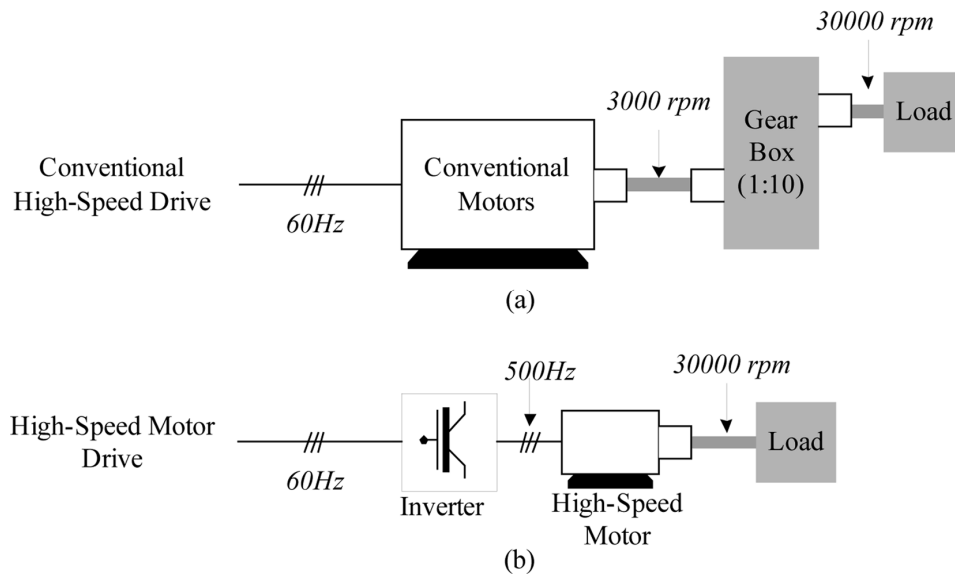 30000 rpm
3000 rpm
Conventional
High-Speed Drive
60Hz
Conventional
Motors
Gear
Box
(1:10)
Load
(a)
500Hz
30000 rpm
High-Speed Motor
Drive
60Hz
Inverter
High-Speed
Motor
Load
(b)